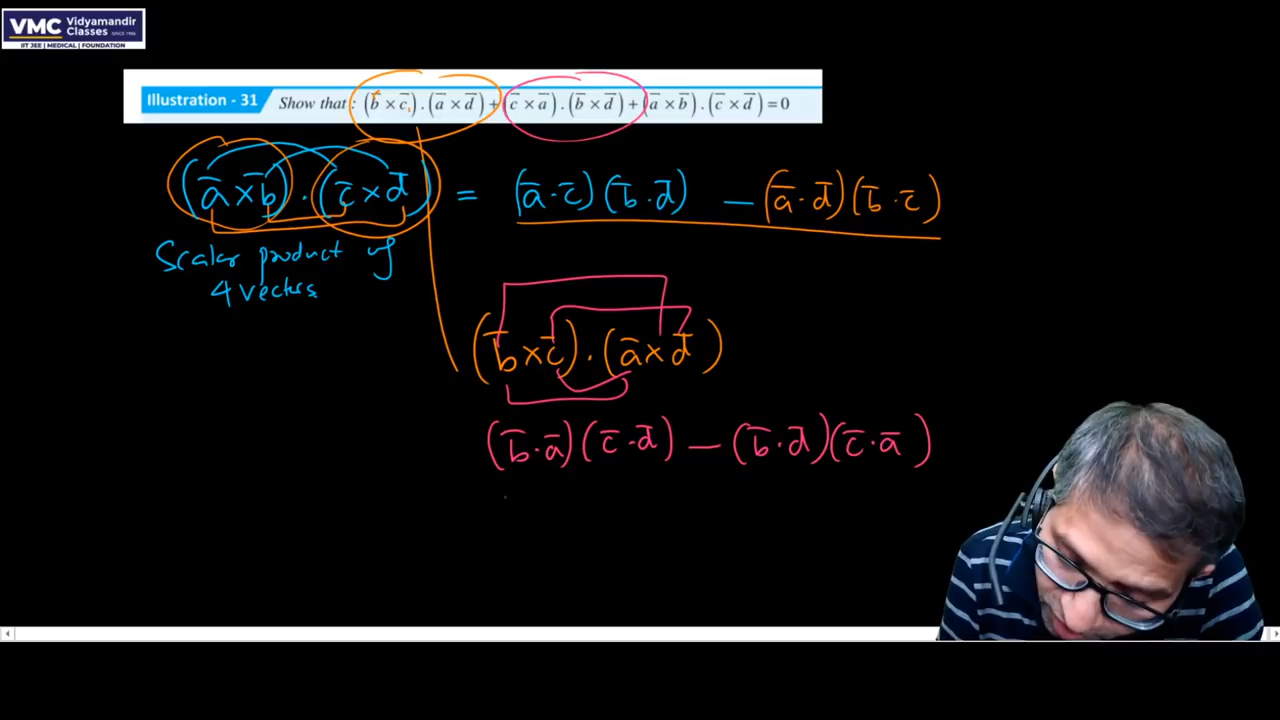 VMC Vidyamandir Classes SINCE 1986
IIT JEE | MEDICAL | FOUNDATION
Illustration - 31 Show that : (b̄ × c̄) . (ā × d̄) + (c̄ × ā) . (b̄ × d̄) + (ā × b̄) . (c̄ × d̄) = 0
(ā × b̄) · (c̄ × d̄) = (ā · c̄) (b̄ · d̄) — (ā · d̄) (b̄ · c̄)
Scalar product of
4 vectors
(b̄ × c̄) · (ā × d̄)
(b̄ · ā) (c̄ · d̄) — (b̄ · d̄) (c̄ · ā)